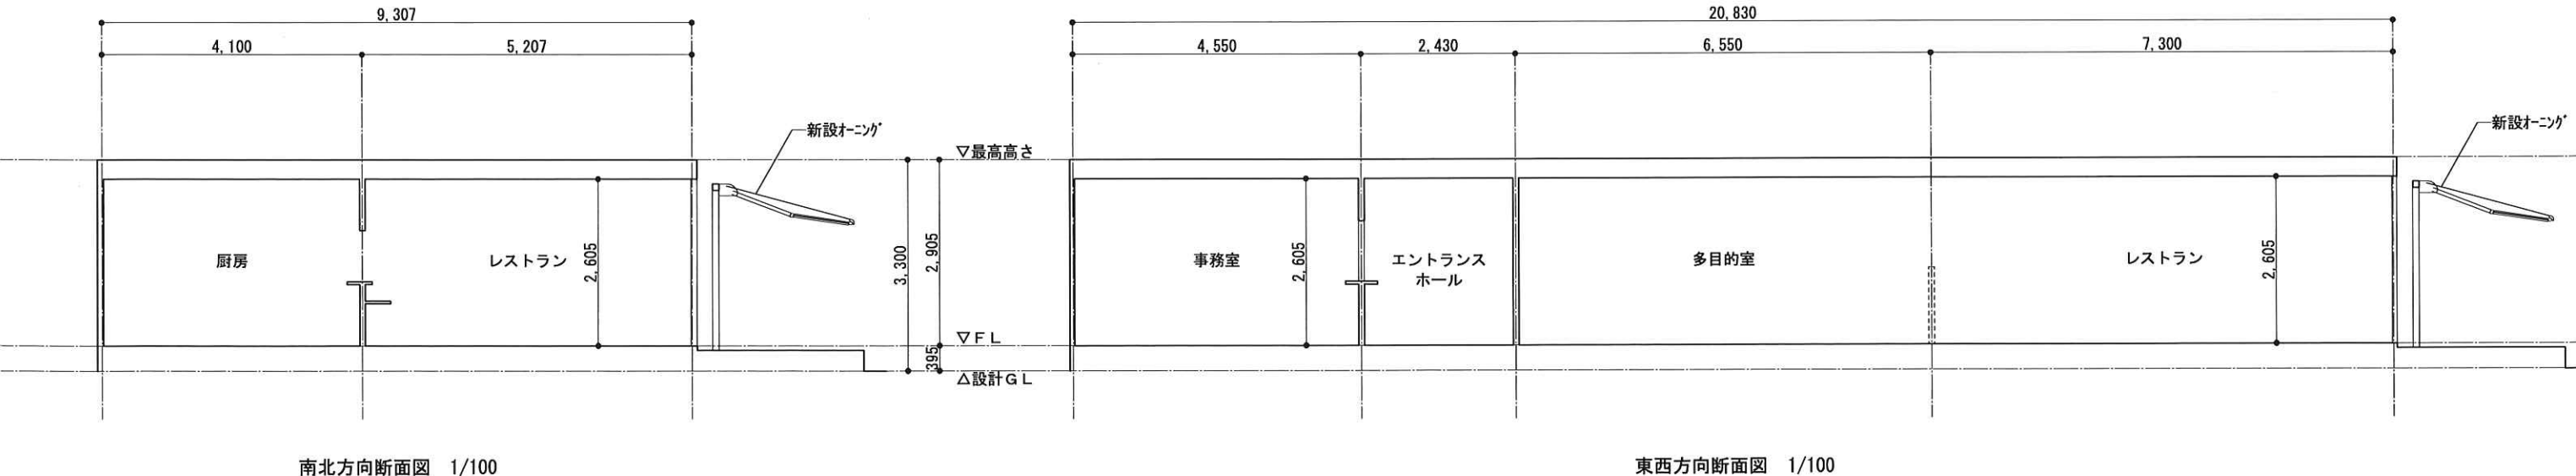 9,307
4,100
5,207
新設ｵｰﾆﾝｸﾞ
厨房
レストラン
2,605
3,300
2,905
395
▽最高高さ
▽ＦＬ
△設計ＧＬ
南北方向断面図 1/100
20,830
4,550
2,430
6,550
7,300
新設ｵｰﾆﾝｸﾞ
事務室
2,605
エントランス
ホール
多目的室
レストラン
2,605
東西方向断面図 1/100